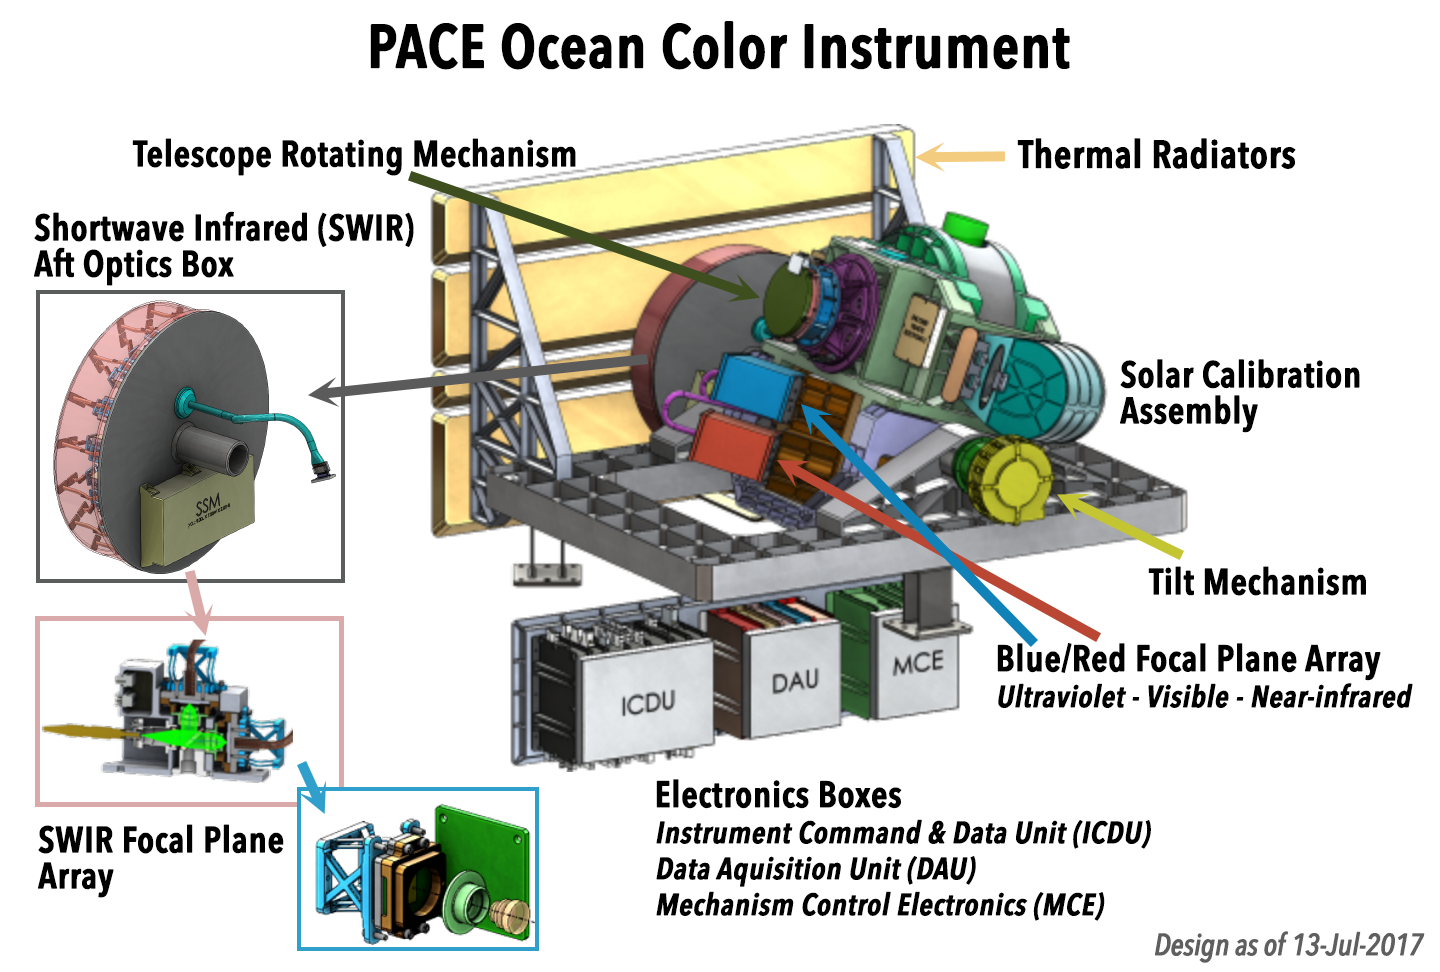 PACE Ocean Color Instrument
Telescope Rotating Mechanism
Thermal Radiators
Shortwave Infrared (SWIR)
Aft Optics Box
SSM
Solar Calibration
Assembly
Tilt Mechanism
Blue/Red Focal Plane Array
Ultraviolet - Visible - Near-infrared
ICDU
DAU
MCE
SWIR Focal Plane
Array
Electronics Boxes
Instrument Command & Data Unit (ICDU)
Data Aquisition Unit (DAU)
Mechanism Control Electronics (MCE)
Design as of 13-Jul-2017